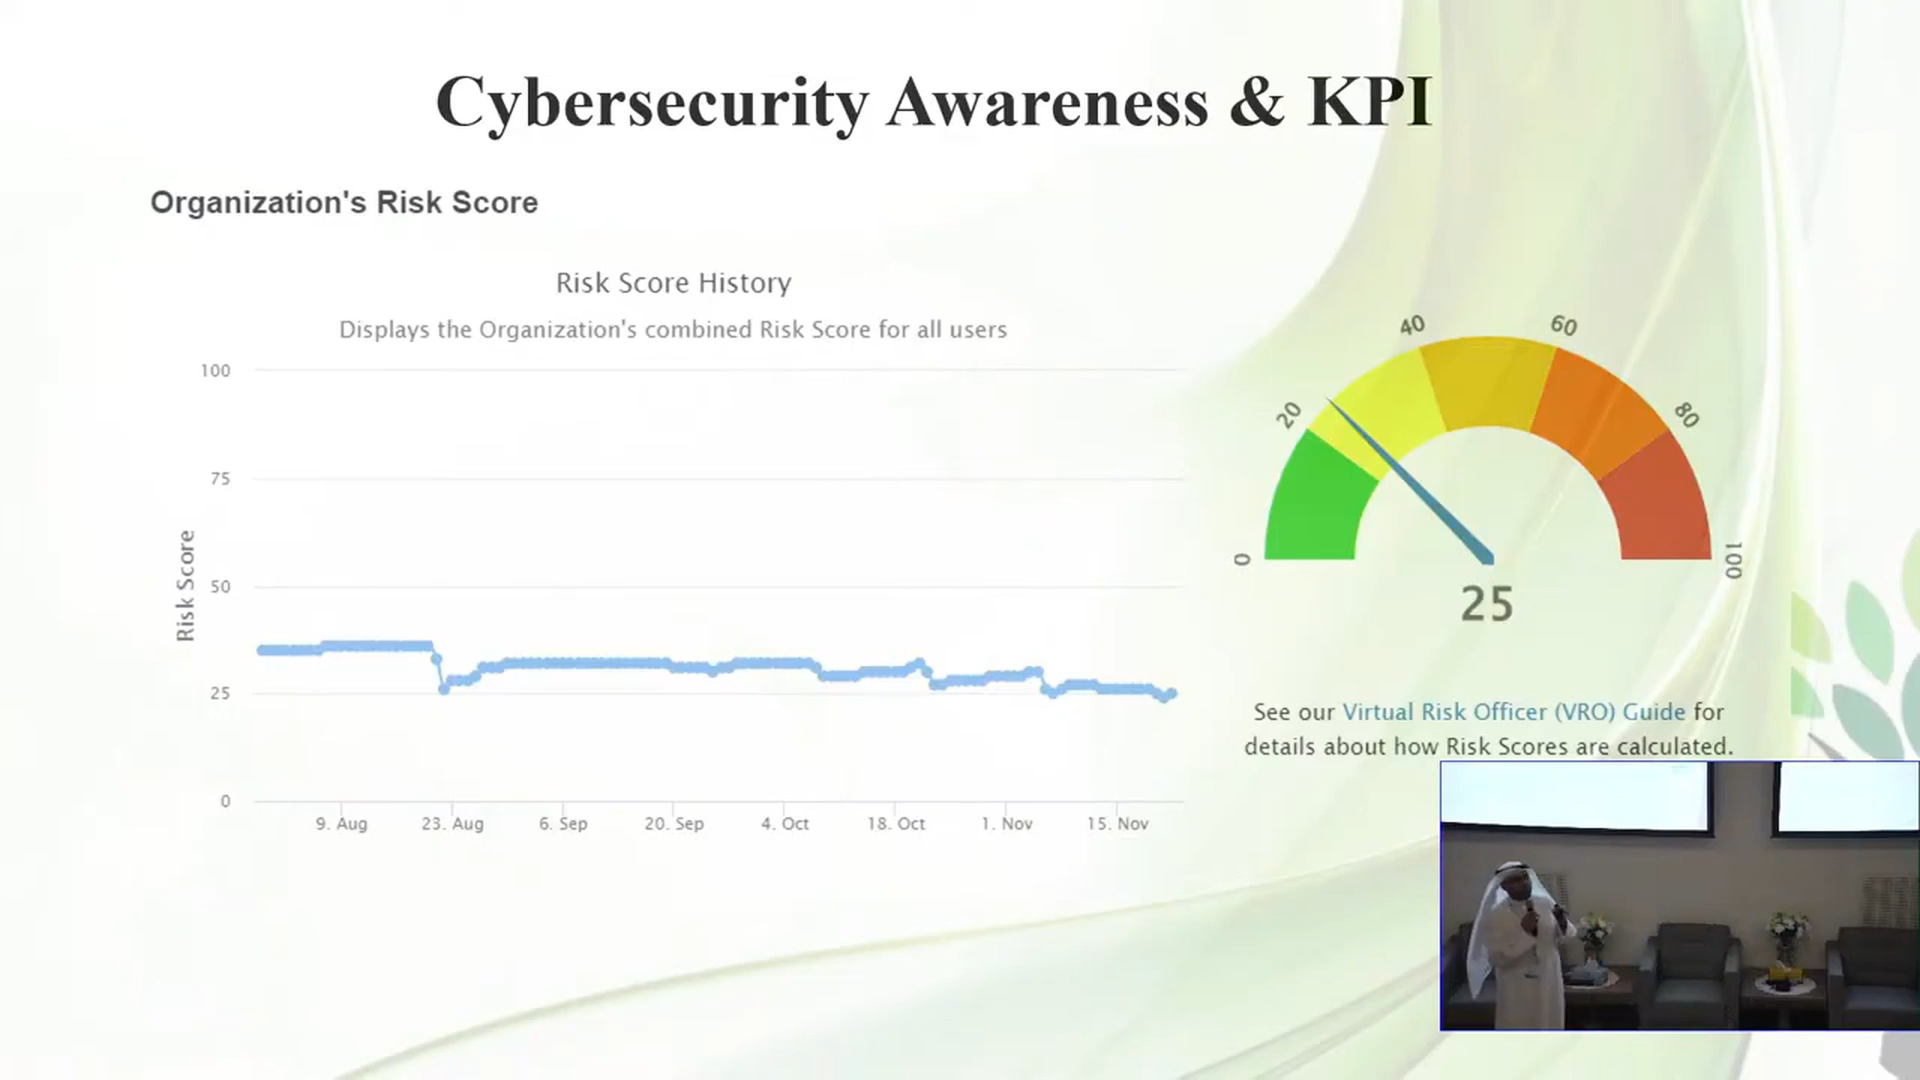 Cybersecurity Awareness & KPI
Organization's Risk Score
Risk Score History
Displays the Organization's combined Risk Score for all users
Risk Score
100
75
50
25
0
9. Aug
23. Aug
6. Sep
20. Sep
4. Oct
18. Oct
1. Nov
15. Nov
0
20
40
60
80
100
25
See our Virtual Risk Officer (VRO) Guide for
details about how Risk Scores are calculated.